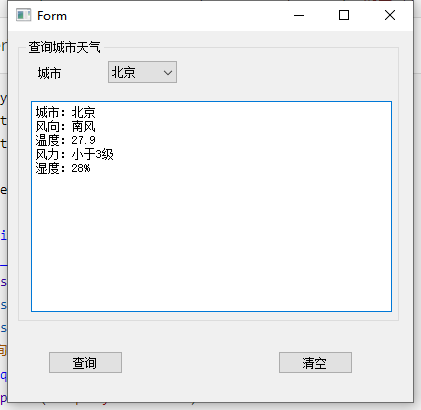 Form
查询城市天气
城市
北京
城市：北京
风向：南风
温度：27.9
风力：小于3级
湿度：28%
查询
清空